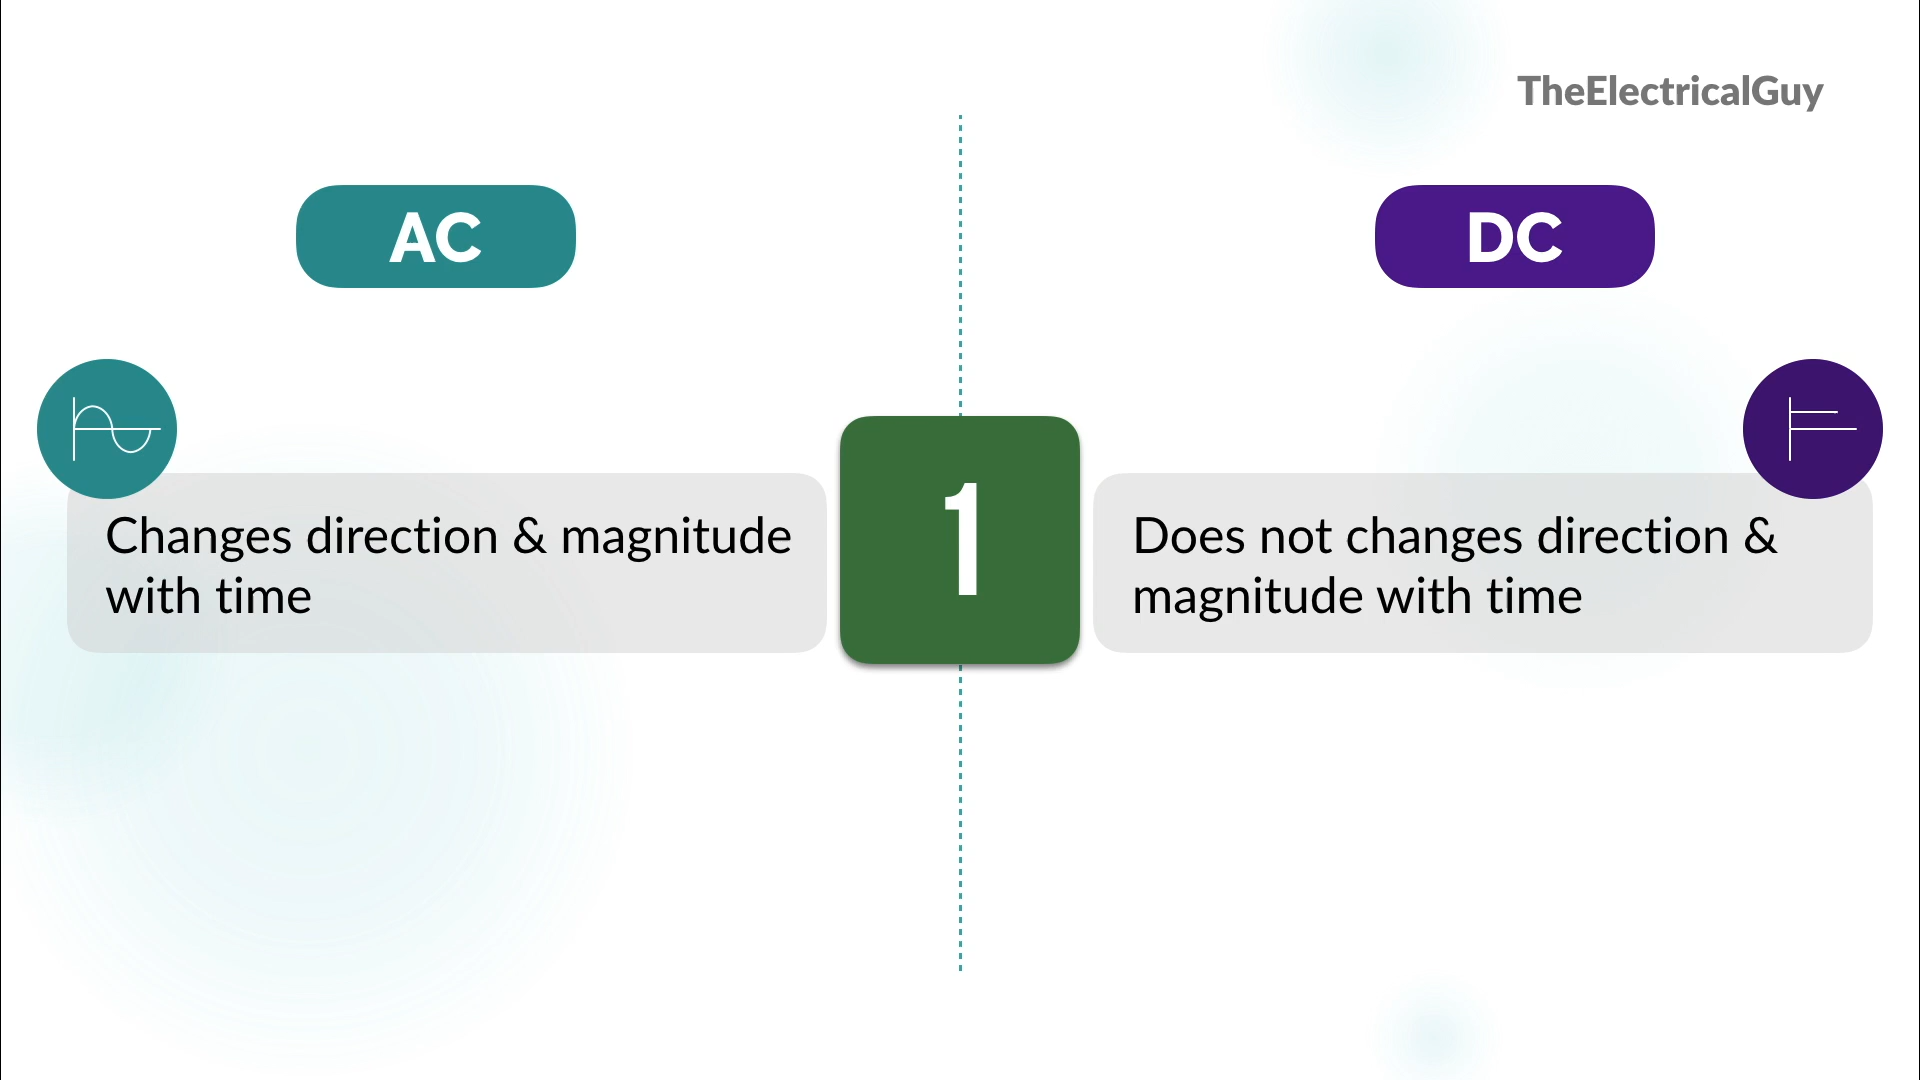 TheElectricalGuy
AC
DC
Changes direction & magnitude
with time
1
Does not changes direction &
magnitude with time